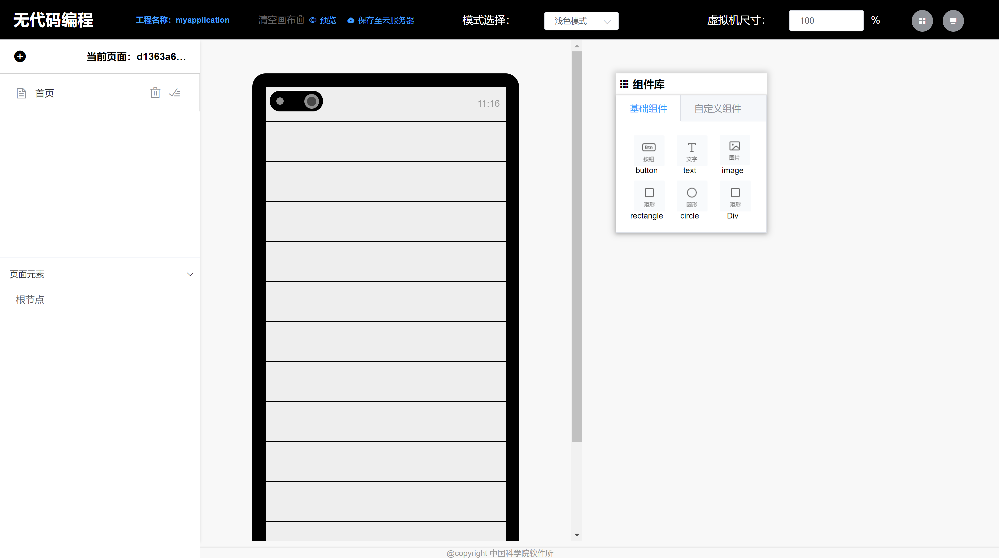 无代码编程
工程名称：myapplication
清空画布
预览
保存至云服务器
模式选择：
浅色模式
虚拟机尺寸：
100
%
当前页面：d1363a6...
首页
页面元素
根节点
11:16
组件库
基础组件
自定义组件
Btn
按钮
button
文字
text
图片
image
矩形
rectangle
圆形
circle
矩形
Div
@copyright 中国科学院软件所